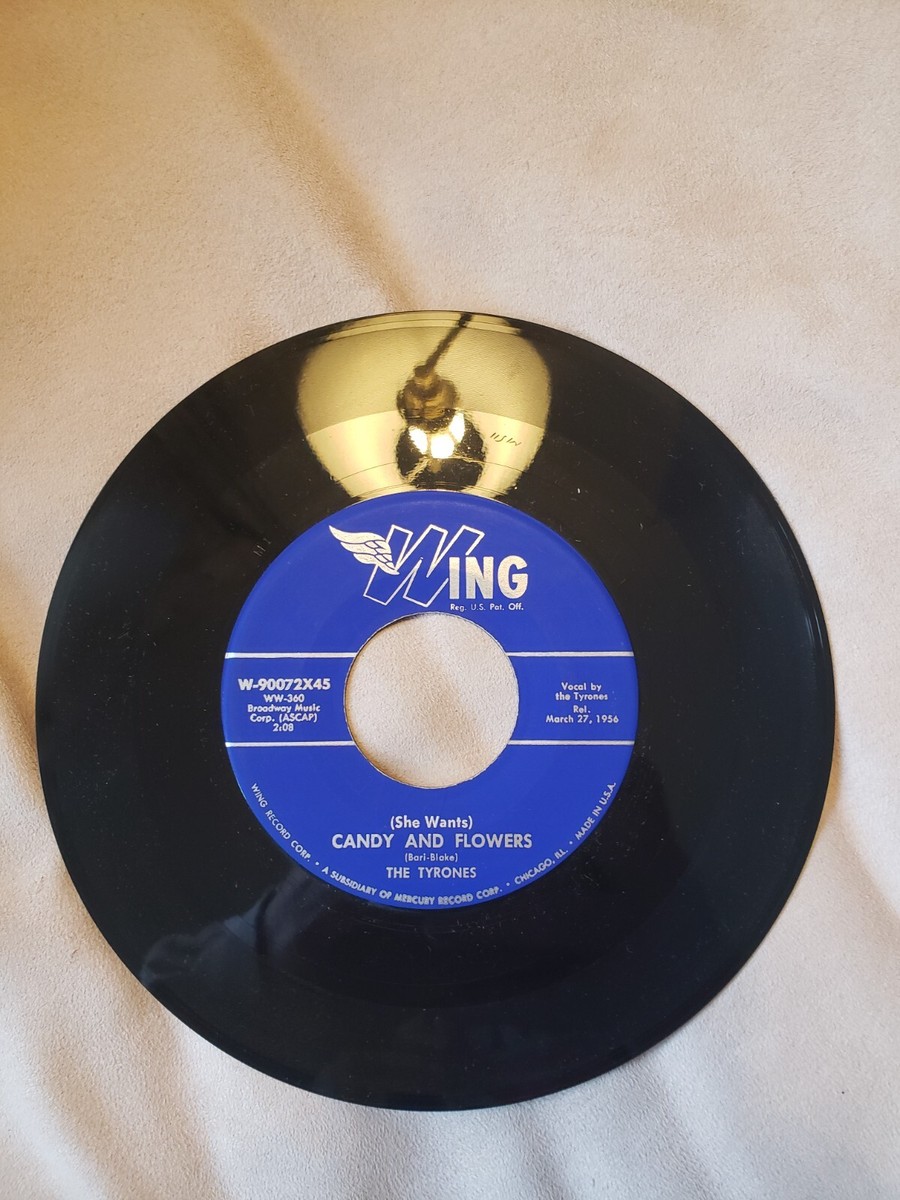 WING
Reg. U.S. Pat. Off.
W-90072X45
WW-360
Broadway Music
Corp. (ASCAP)
2:08
Vocal by
the Tyrones
Rel.
March 27, 1956
(She Wants)
CANDY AND FLOWERS
(Bari-Blake)
THE TYRONES
WING RECORD CORP. • A SUBSIDIARY OF MERCURY RECORD CORP. • CHICAGO, ILL. • MADE IN U.S.A.